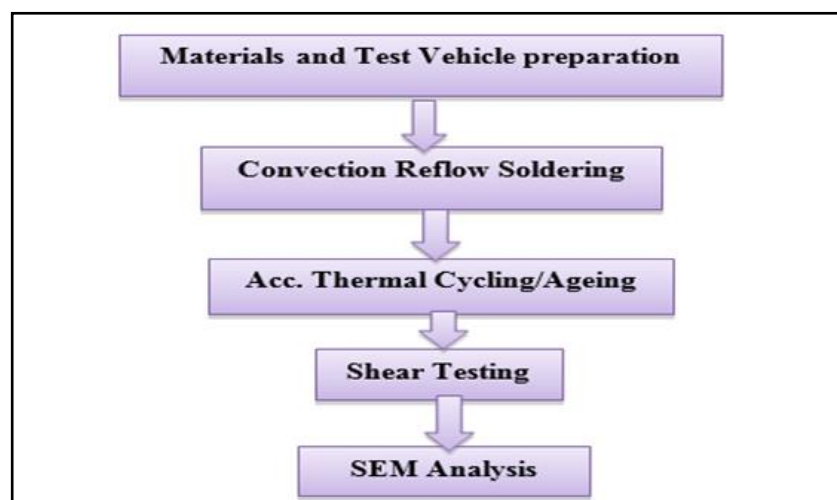 Materials and Test Vehicle preparation
Convection Reflow Soldering
Acc. Thermal Cycling/Ageing
Shear Testing
SEM Analysis